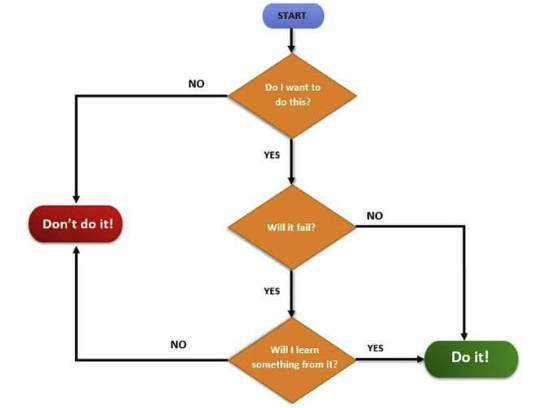 START
Do I want to
do this?
NO
YES
Don't do it!
Will it fail?
NO
YES
Will I learn
something from it?
NO
YES
Do it!